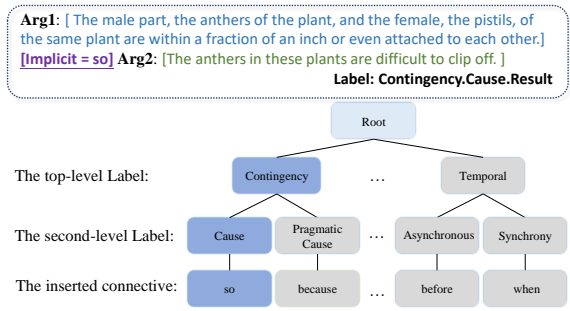 Arg1: [ The male part, the anthers of the plant, and the female, the pistils, of
the same plant are within a fraction of an inch or even attached to each other.]
[Implicit = so] Arg2: [The anthers in these plants are difficult to clip off. ]
Label: Contingency.Cause.Result
Root
The top-level Label: Contingency ... Temporal
The second-level Label: Cause Pragmatic Cause ... Asynchronous Synchrony
The inserted connective: so because ... before when